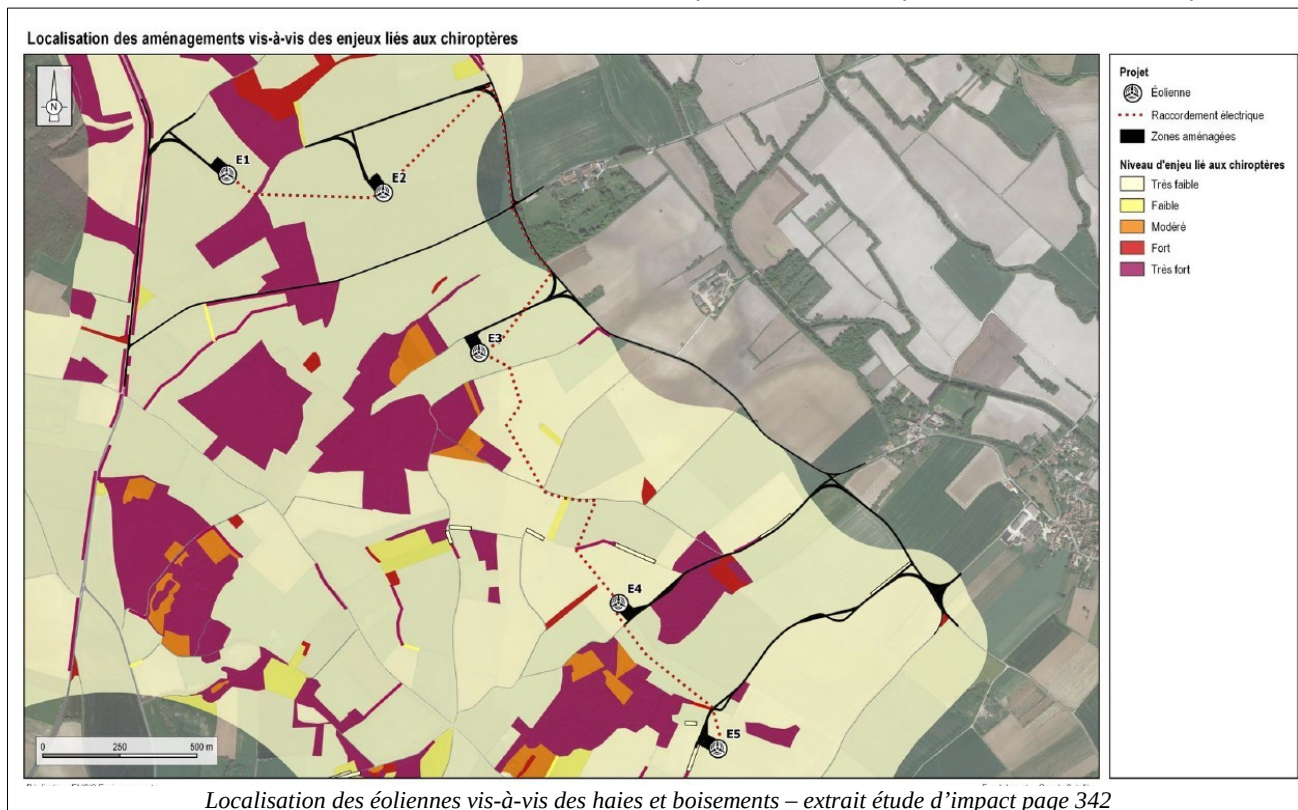 Localisation des aménagements vis-à-vis des enjeux liés aux chiroptères
N
E1
E2
E3
E4
E5
0 250 500 m
Projet
Éolienne
Raccordement électrique
Zones aménagées
Niveau d'enjeu lié aux chiroptères
Très faible
Faible
Modéré
Fort
Très fort
Localisation des éoliennes vis-à-vis des haies et boisements – extrait étude d'impact page 342